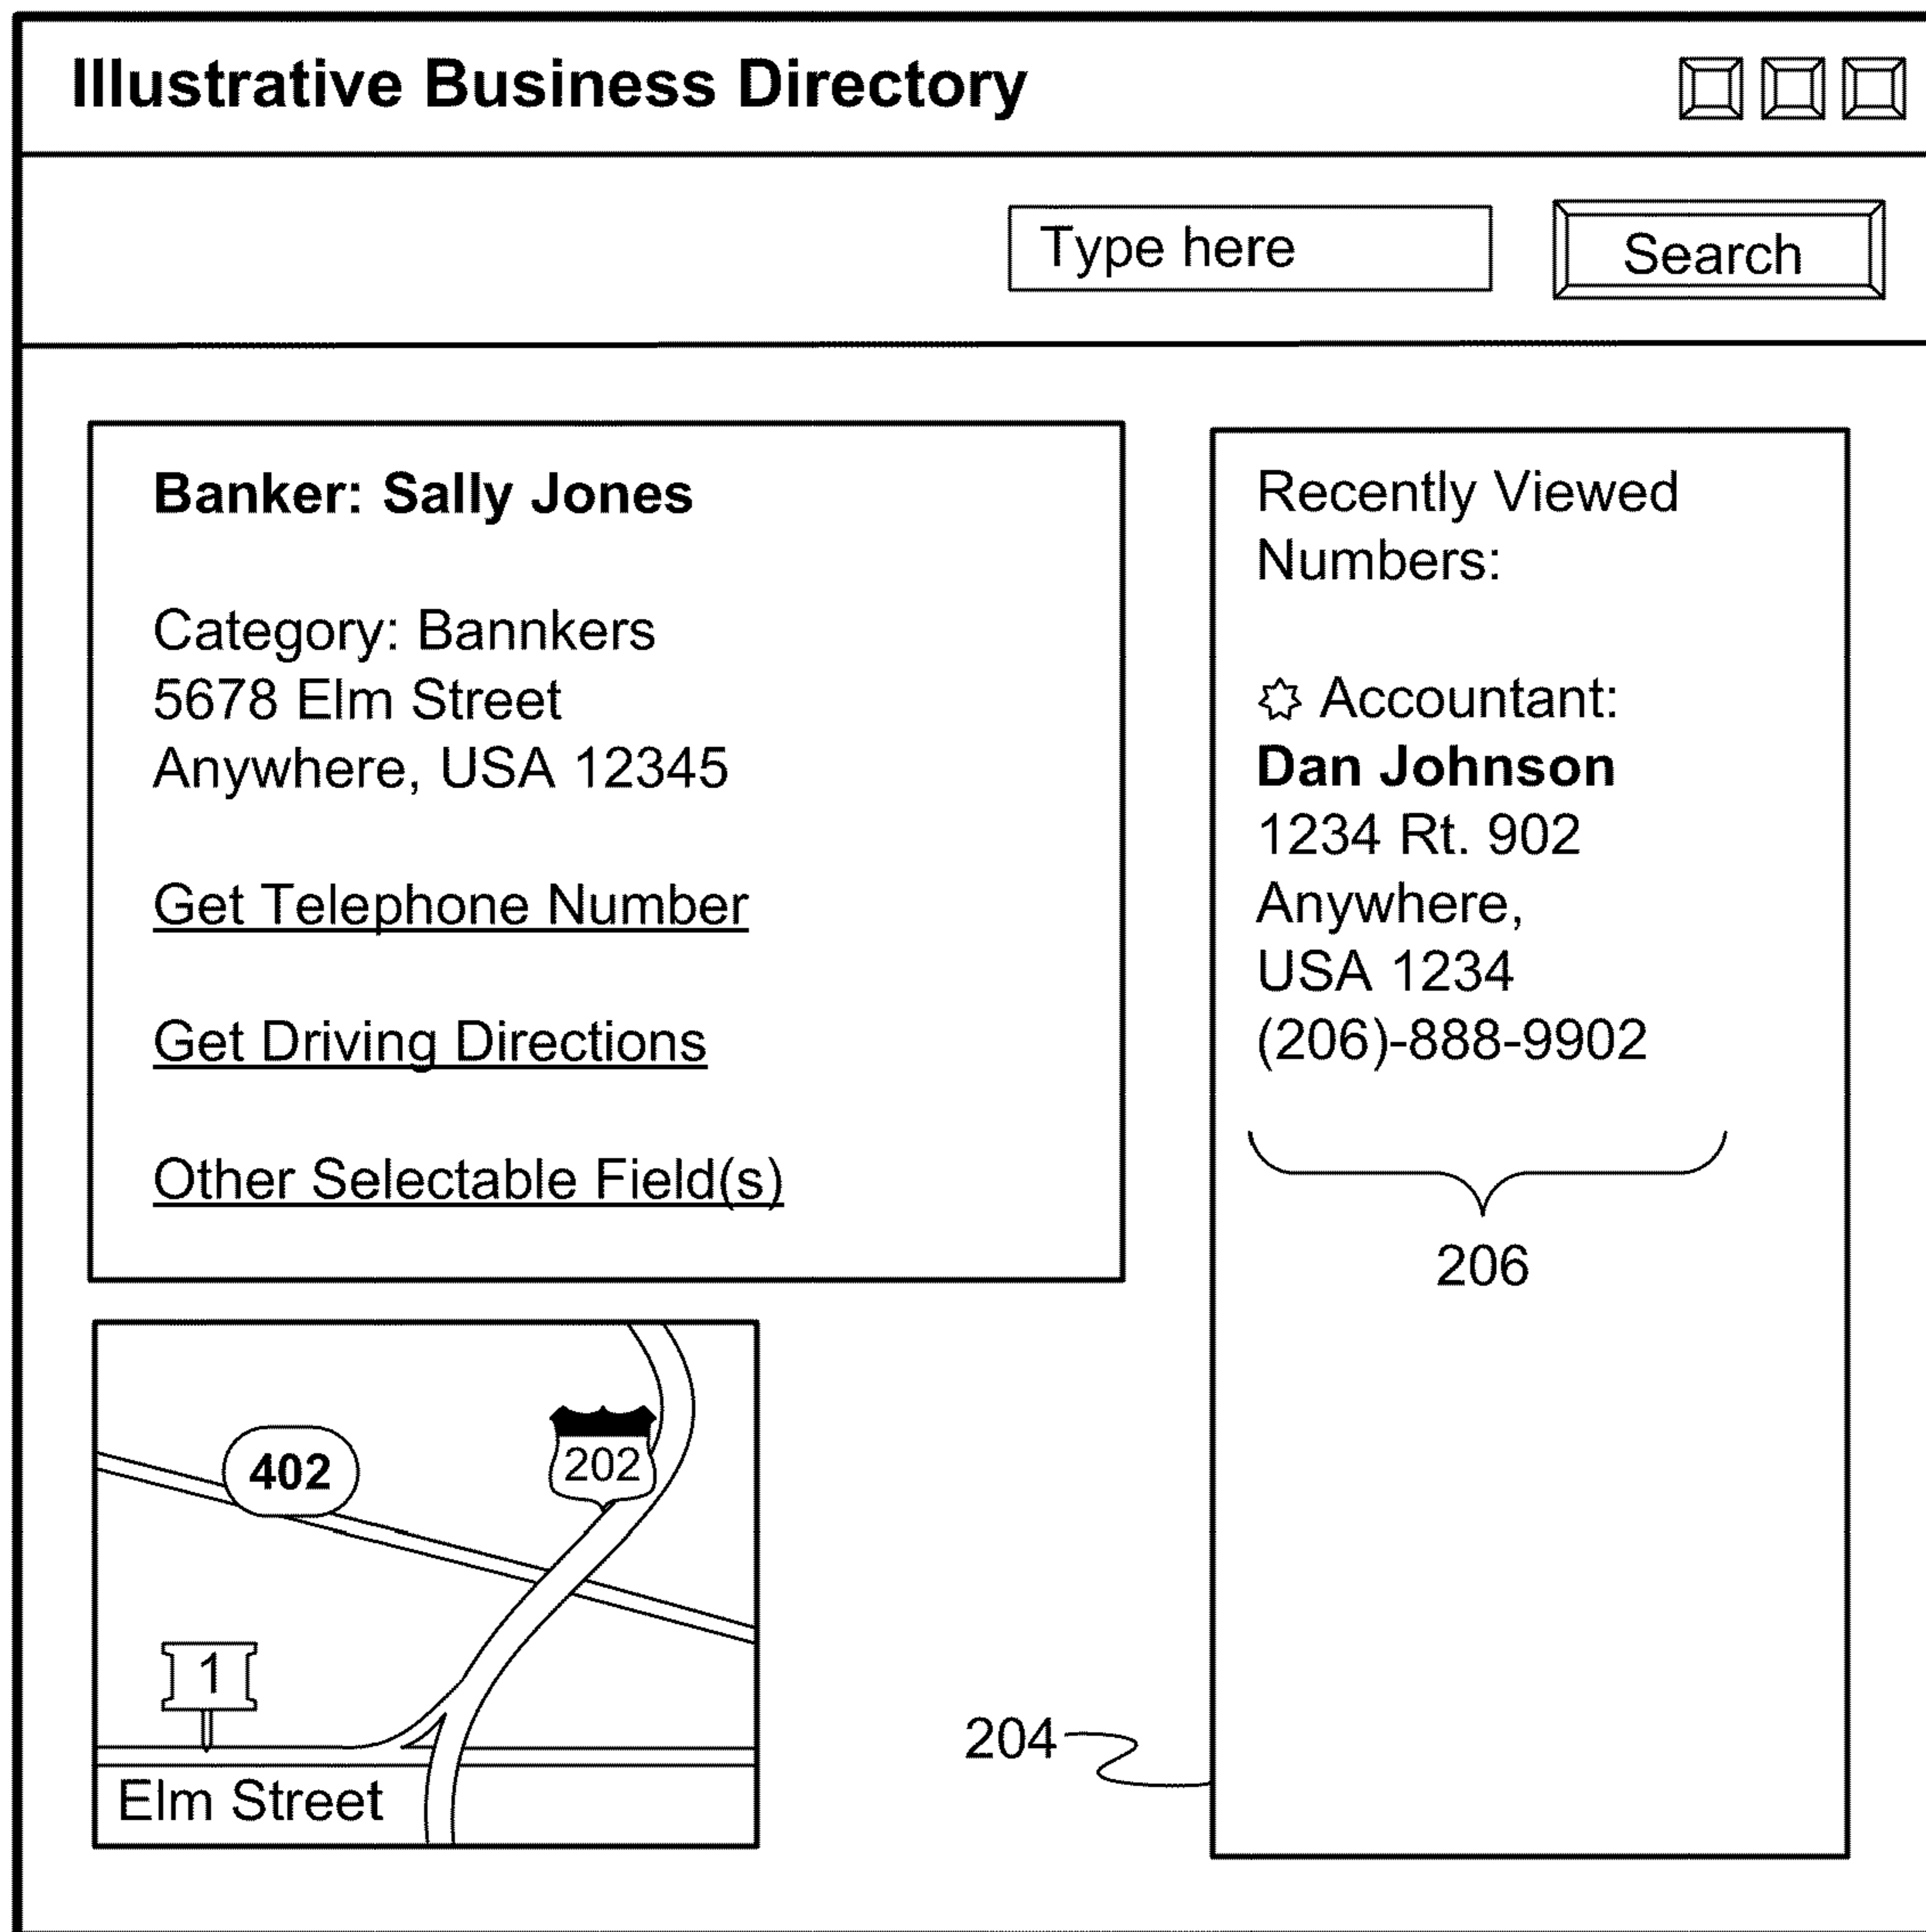 Illustrative Business Directory
Type here
Search
Banker: Sally Jones
Category: Bannkers
5678 Elm Street
Anywhere, USA 12345
Get Telephone Number
Get Driving Directions
Other Selectable Field(s)
Recently Viewed
Numbers:
Accountant:
Dan Johnson
1234 Rt. 902
Anywhere,
USA 1234
(206)-888-9902
206
402
202
1
Elm Street
204